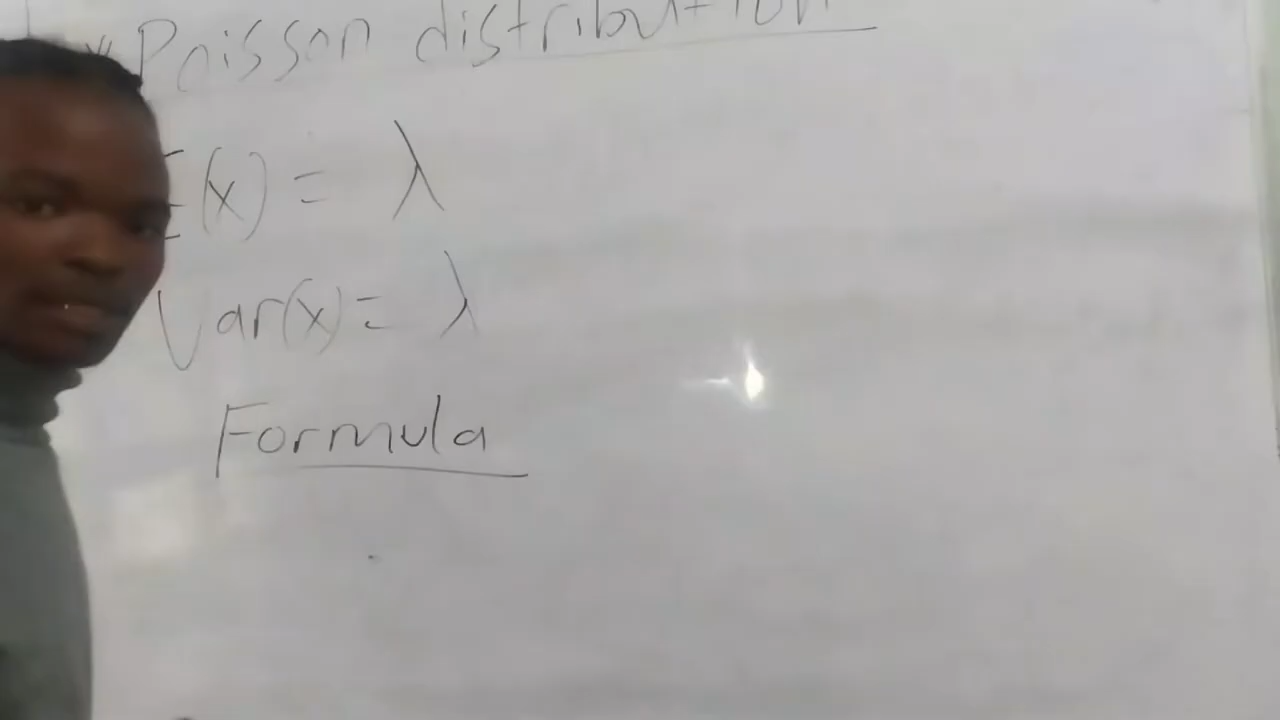 Poisson distribution
E(x) = λ
Var(x) = λ
Formula